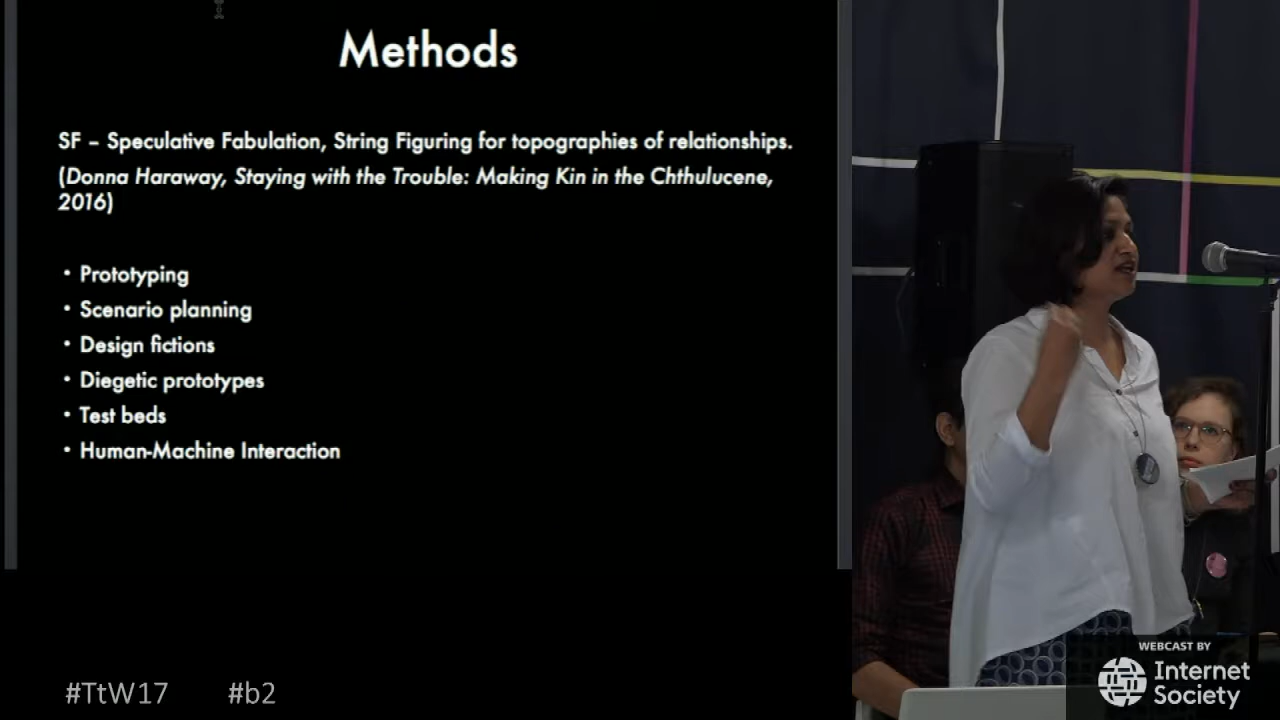 Methods
SF – Speculative Fabulation, String Figuring for topographies of relationships.
(Donna Haraway, Staying with the Trouble: Making Kin in the Chthulucene,
2016)
• Prototyping
• Scenario planning
• Design fictions
• Diegetic prototypes
• Test beds
• Human-Machine Interaction
#TtW17 #b2
WEBCAST BY
Internet
Society